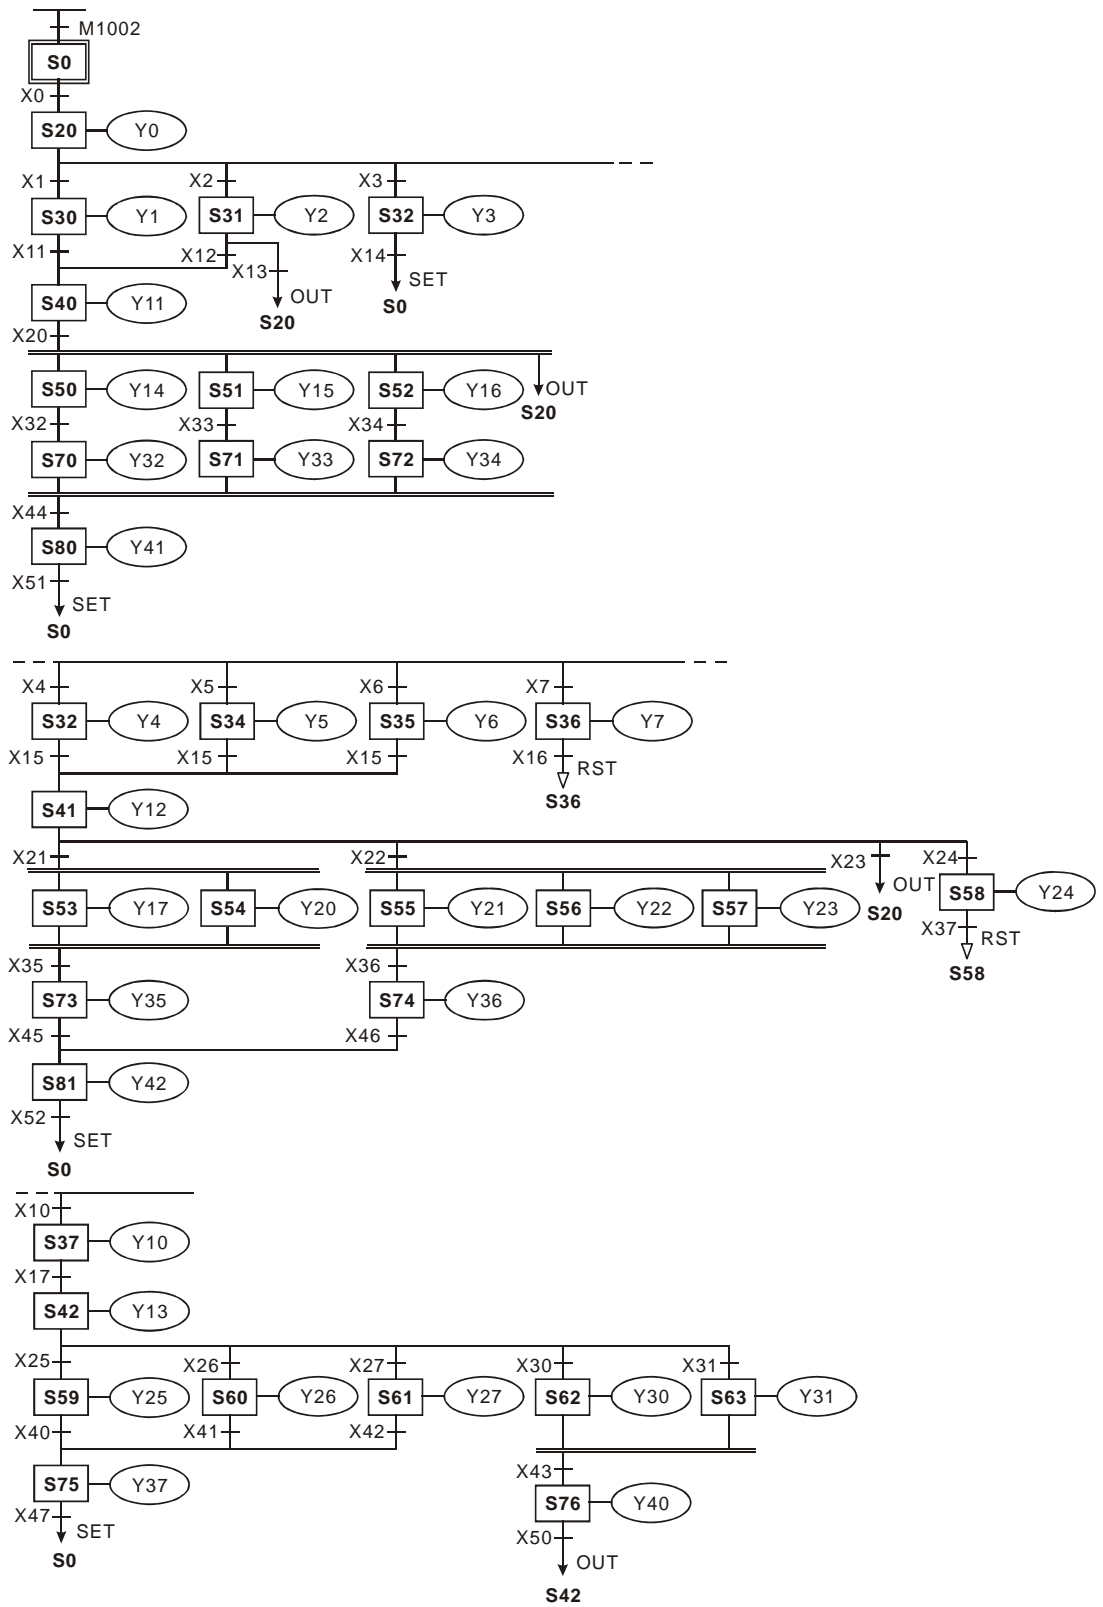 M1002
S0
X0
S20 Y0
X1 X2 X3
S30 Y1 S31 Y2 S32 Y3
X11 X12 X13 X14
OUT SET
S20 S0
S40 Y11
X20
S50 Y14 S51 Y15 S52 Y16 OUT
S20
X32 X33 X34
S70 Y32 S71 Y33 S72 Y34
X44
S80 Y41
X51
SET
S0
X4 X5 X6 X7
S32 Y4 S34 Y5 S35 Y6 S36 Y7
X15 X15 X15 X16
RST
S36
S41 Y12
X21 X22 X23 X24
OUT
S20
S53 Y17 S54 Y20 S55 Y21 S56 Y22 S57 Y23 S58 Y24
X37
RST
S58
X35 X36
S73 Y35 S74 Y36
X45 X46
S81 Y42
X52
SET
S0
X10
S37 Y10
X17
S42 Y13
X25 X26 X27 X30 X31
S59 Y25 S60 Y26 S61 Y27 S62 Y30 S63 Y31
X40 X41 X42
X43
S75 Y37 S76 Y40
X47 X50
SET OUT
S0 S42